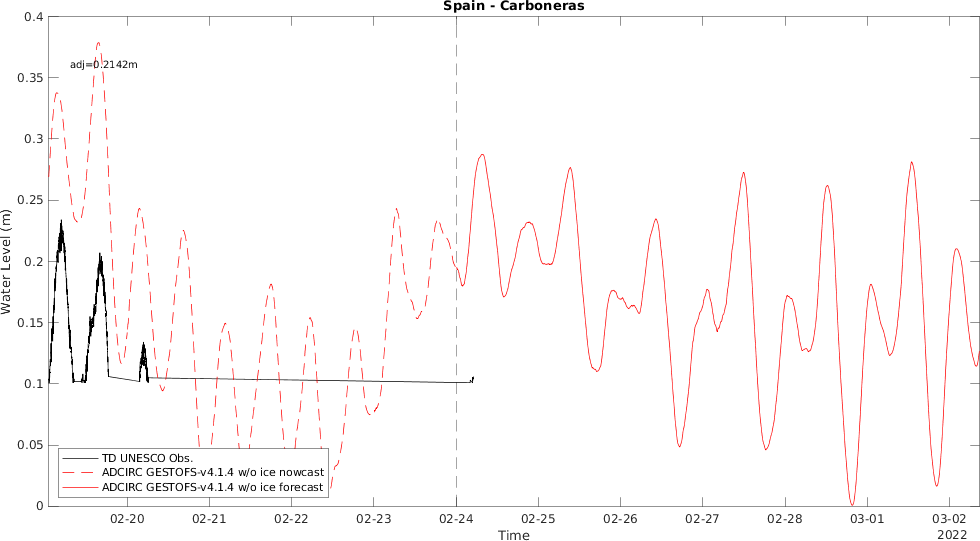 Spain - Carboneras
0.4
0.35
0.3
0.25
0.2
0.15
0.1
0.05
0
Water Level (m)
adj=0.2142m
TD UNESCO Obs.
ADCIRC GESTOFS-v4.1.4 w/o ice nowcast
ADCIRC GESTOFS-v4.1.4 w/o ice forecast
02-20 02-21 02-22 02-23 02-24 02-25 02-26 02-27 02-28 03-01 03-02
Time
2022